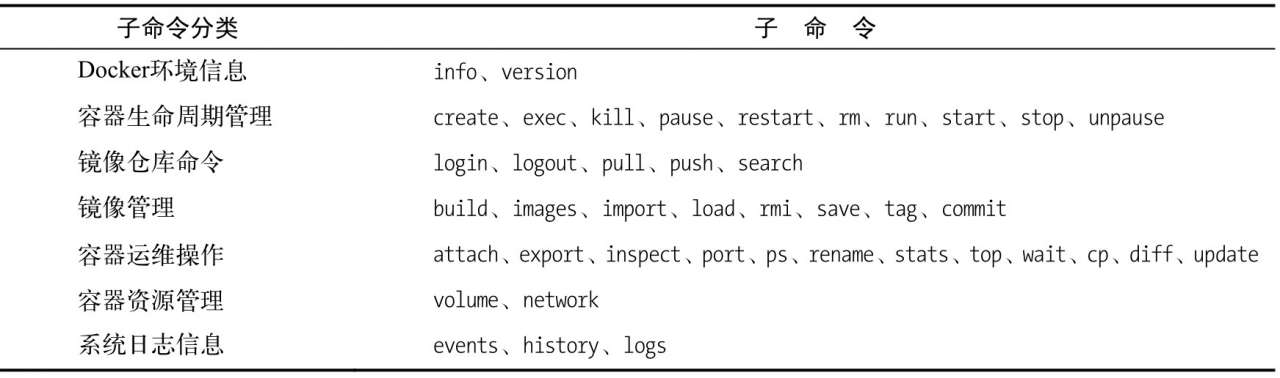 子命令分类 子 命 令
Docker环境信息 info、version
容器生命周期管理 create、exec、kill、pause、restart、rm、run、start、stop、unpause
镜像仓库命令 login、logout、pull、push、search
镜像管理 build、images、import、load、rmi、save、tag、commit
容器运维操作 attach、export、inspect、port、ps、rename、stats、top、wait、cp、diff、update
容器资源管理 volume、network
系统日志信息 events、history、logs